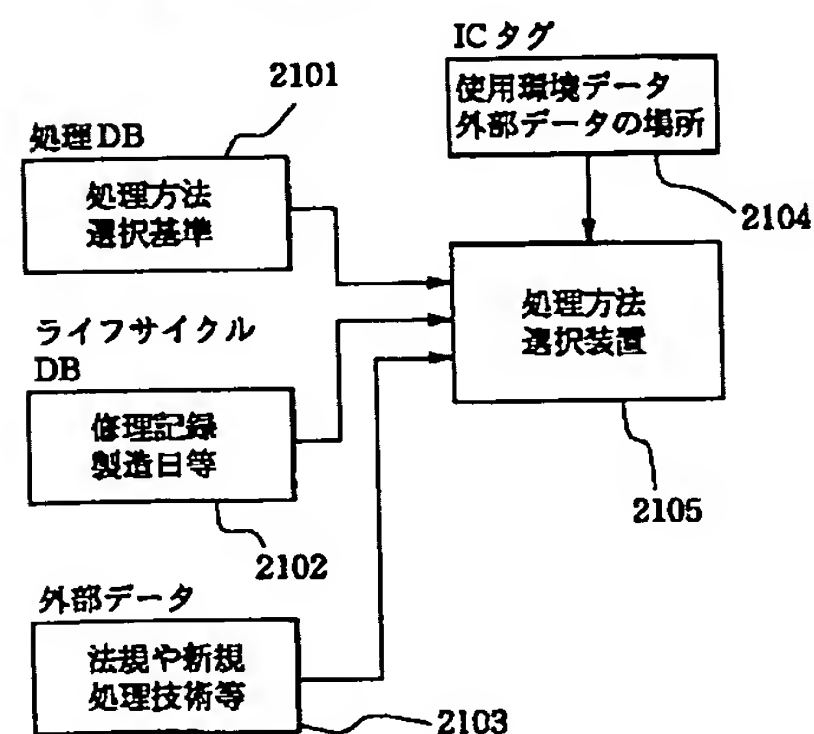 ICタグ
使用環境データ
外部データの場所
2104
2101
処理DB
処理方法
選択基準
処理方法
選択装置
2105
ライフサイクル
DB
修理記録
製造日等
2102
外部データ
法規や新規
処理技術等
2103